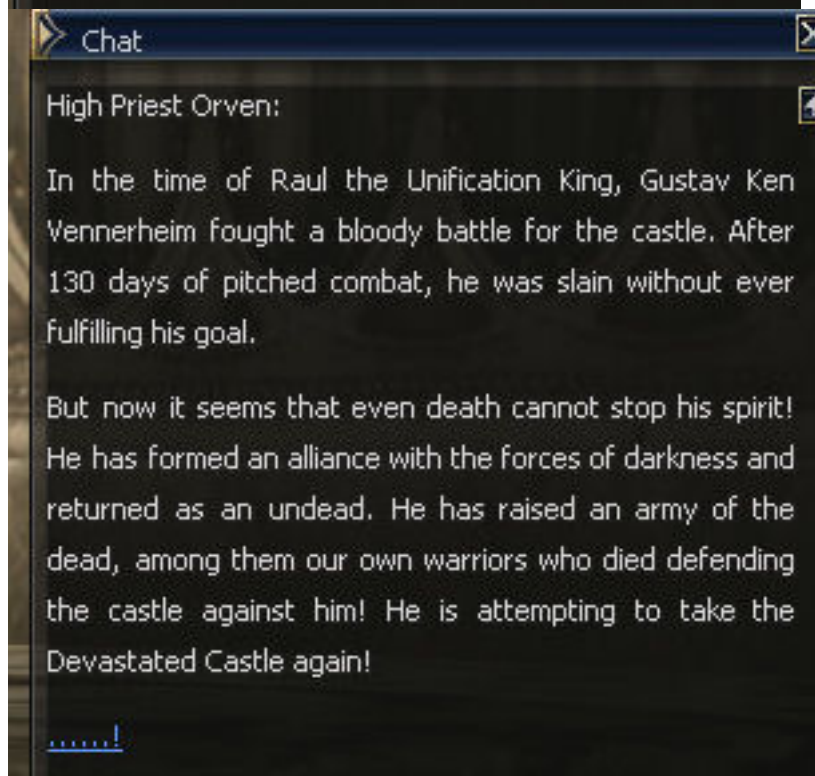 Chat
High Priest Orven:
In the time of Raul the Unification King, Gustav Ken
Vennerheim fought a bloody battle for the castle. After
130 days of pitched combat, he was slain without ever
fulfilling his goal.
But now it seems that even death cannot stop his spirit!
He has formed an alliance with the forces of darkness and
returned as an undead. He has raised an army of the
dead, among them our own warriors who died defending
the castle against him! He is attempting to take the
Devastated Castle again!
......!